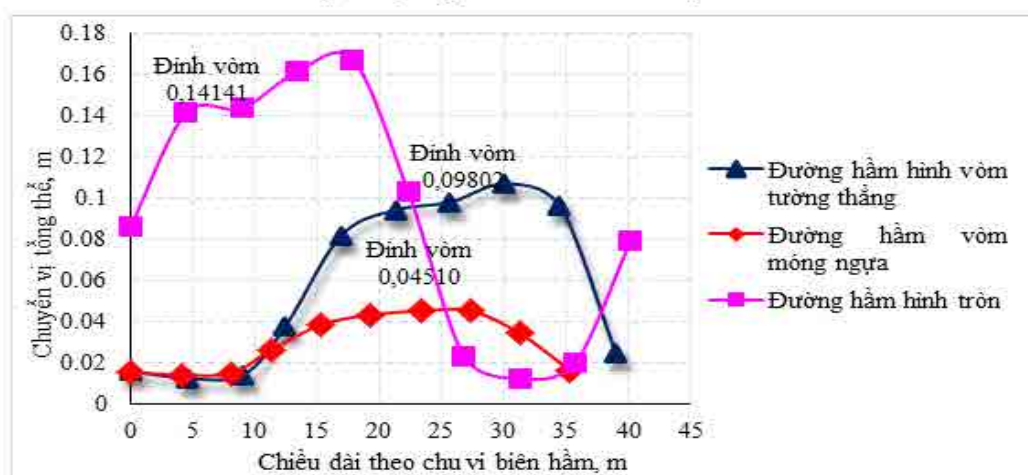 0.18
0.16
0.14
0.12
0.1
0.08
0.06
0.04
0.02
0
Chuyển vị tổng thể, m
Đỉnh vòm
0,14141
Đỉnh vòm
0,09802
Đỉnh vòm
0,04510
0 5 10 15 20 25 30 35 40 45
Chiều dài theo chu vi biên hầm, m
Đường hầm hình vòm
tường thẳng
Đường hầm vòm
móng ngựa
Đường hầm hình tròn